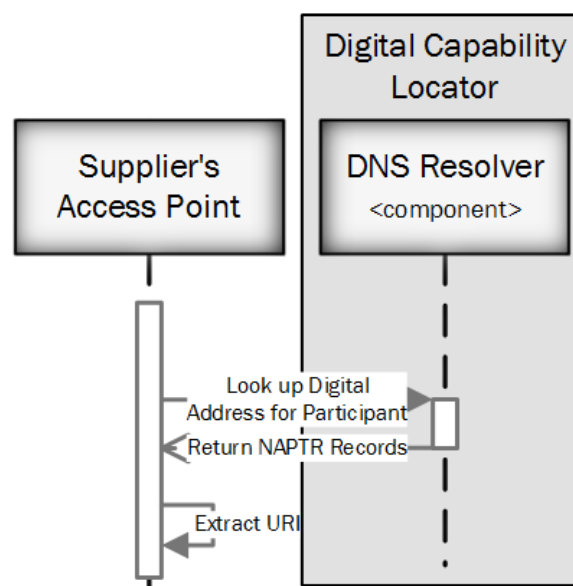 Digital Capability
Locator
Supplier's
Access Point
DNS Resolver
<component>
Look up Digital
Address for Participant
Return NAPTR Records
Extract URI